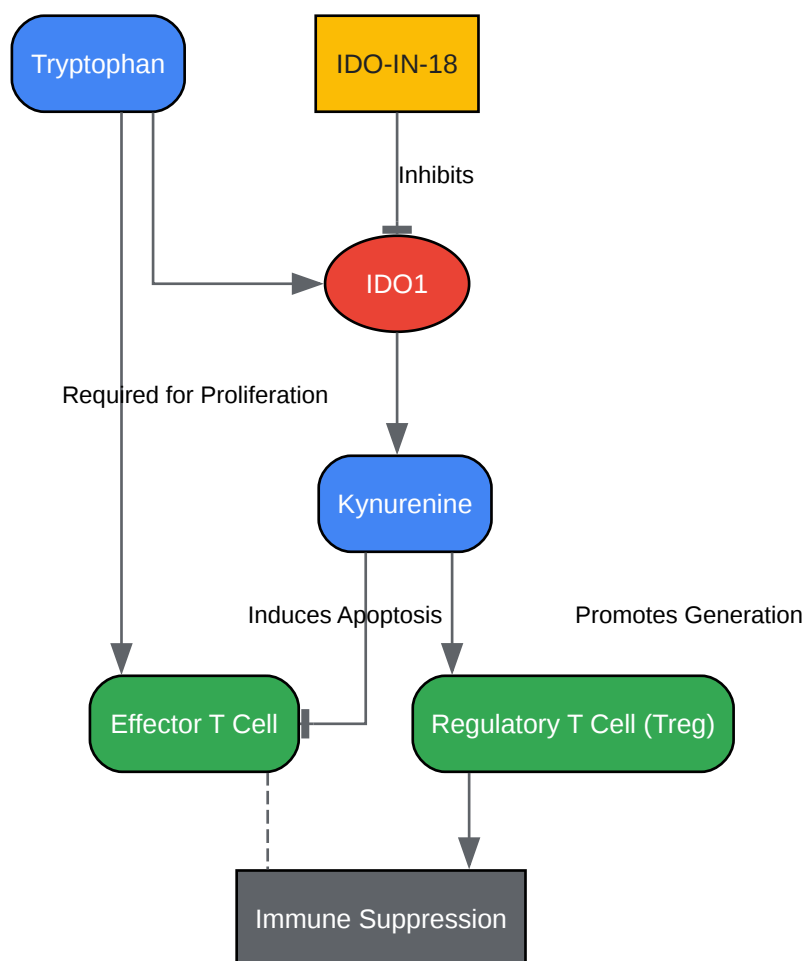 Tryptophan
IDO-IN-18
Inhibits
IDO1
Required for Proliferation
Kynurenine
Induces Apoptosis
Promotes Generation
Effector T Cell
Regulatory T Cell (Treg)
Immune Suppression